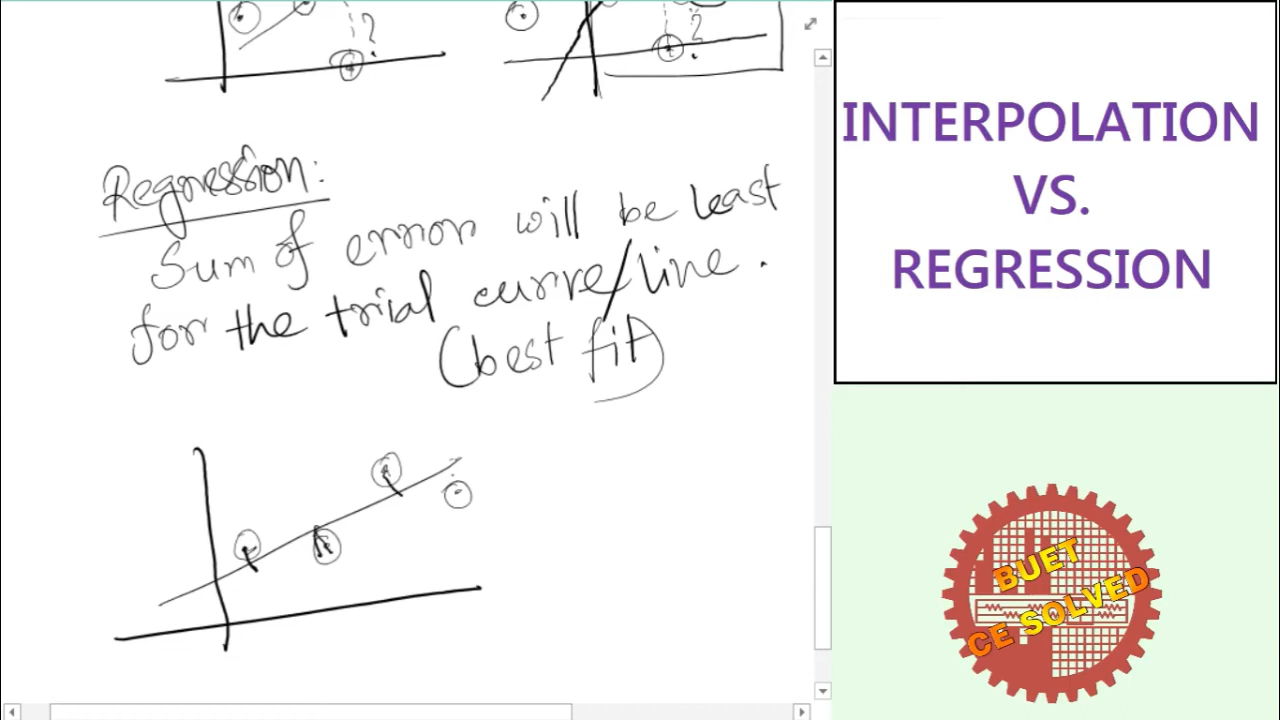 ?
?
Regression:
Sum of error will be least
for the trial curve/line.
(best fit)
INTERPOLATION
VS.
REGRESSION
BUET
CE SOLVED